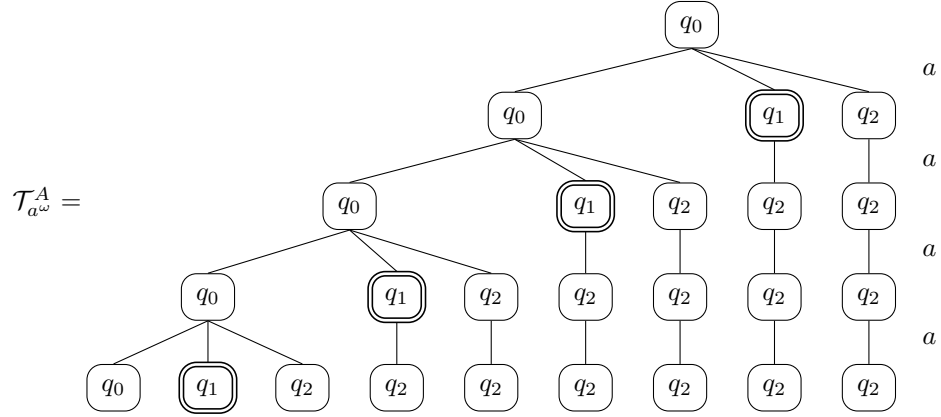 q₀
a
q₀ q₁ q₂
a
𝒯ᴬ_{a^ω} = q₀ q₁ q₂ q₂ q₂
a
q₀ q₁ q₂ q₂ q₂ q₂ q₂
a
q₀ q₁ q₂ q₂ q₂ q₂ q₂ q₂ q₂